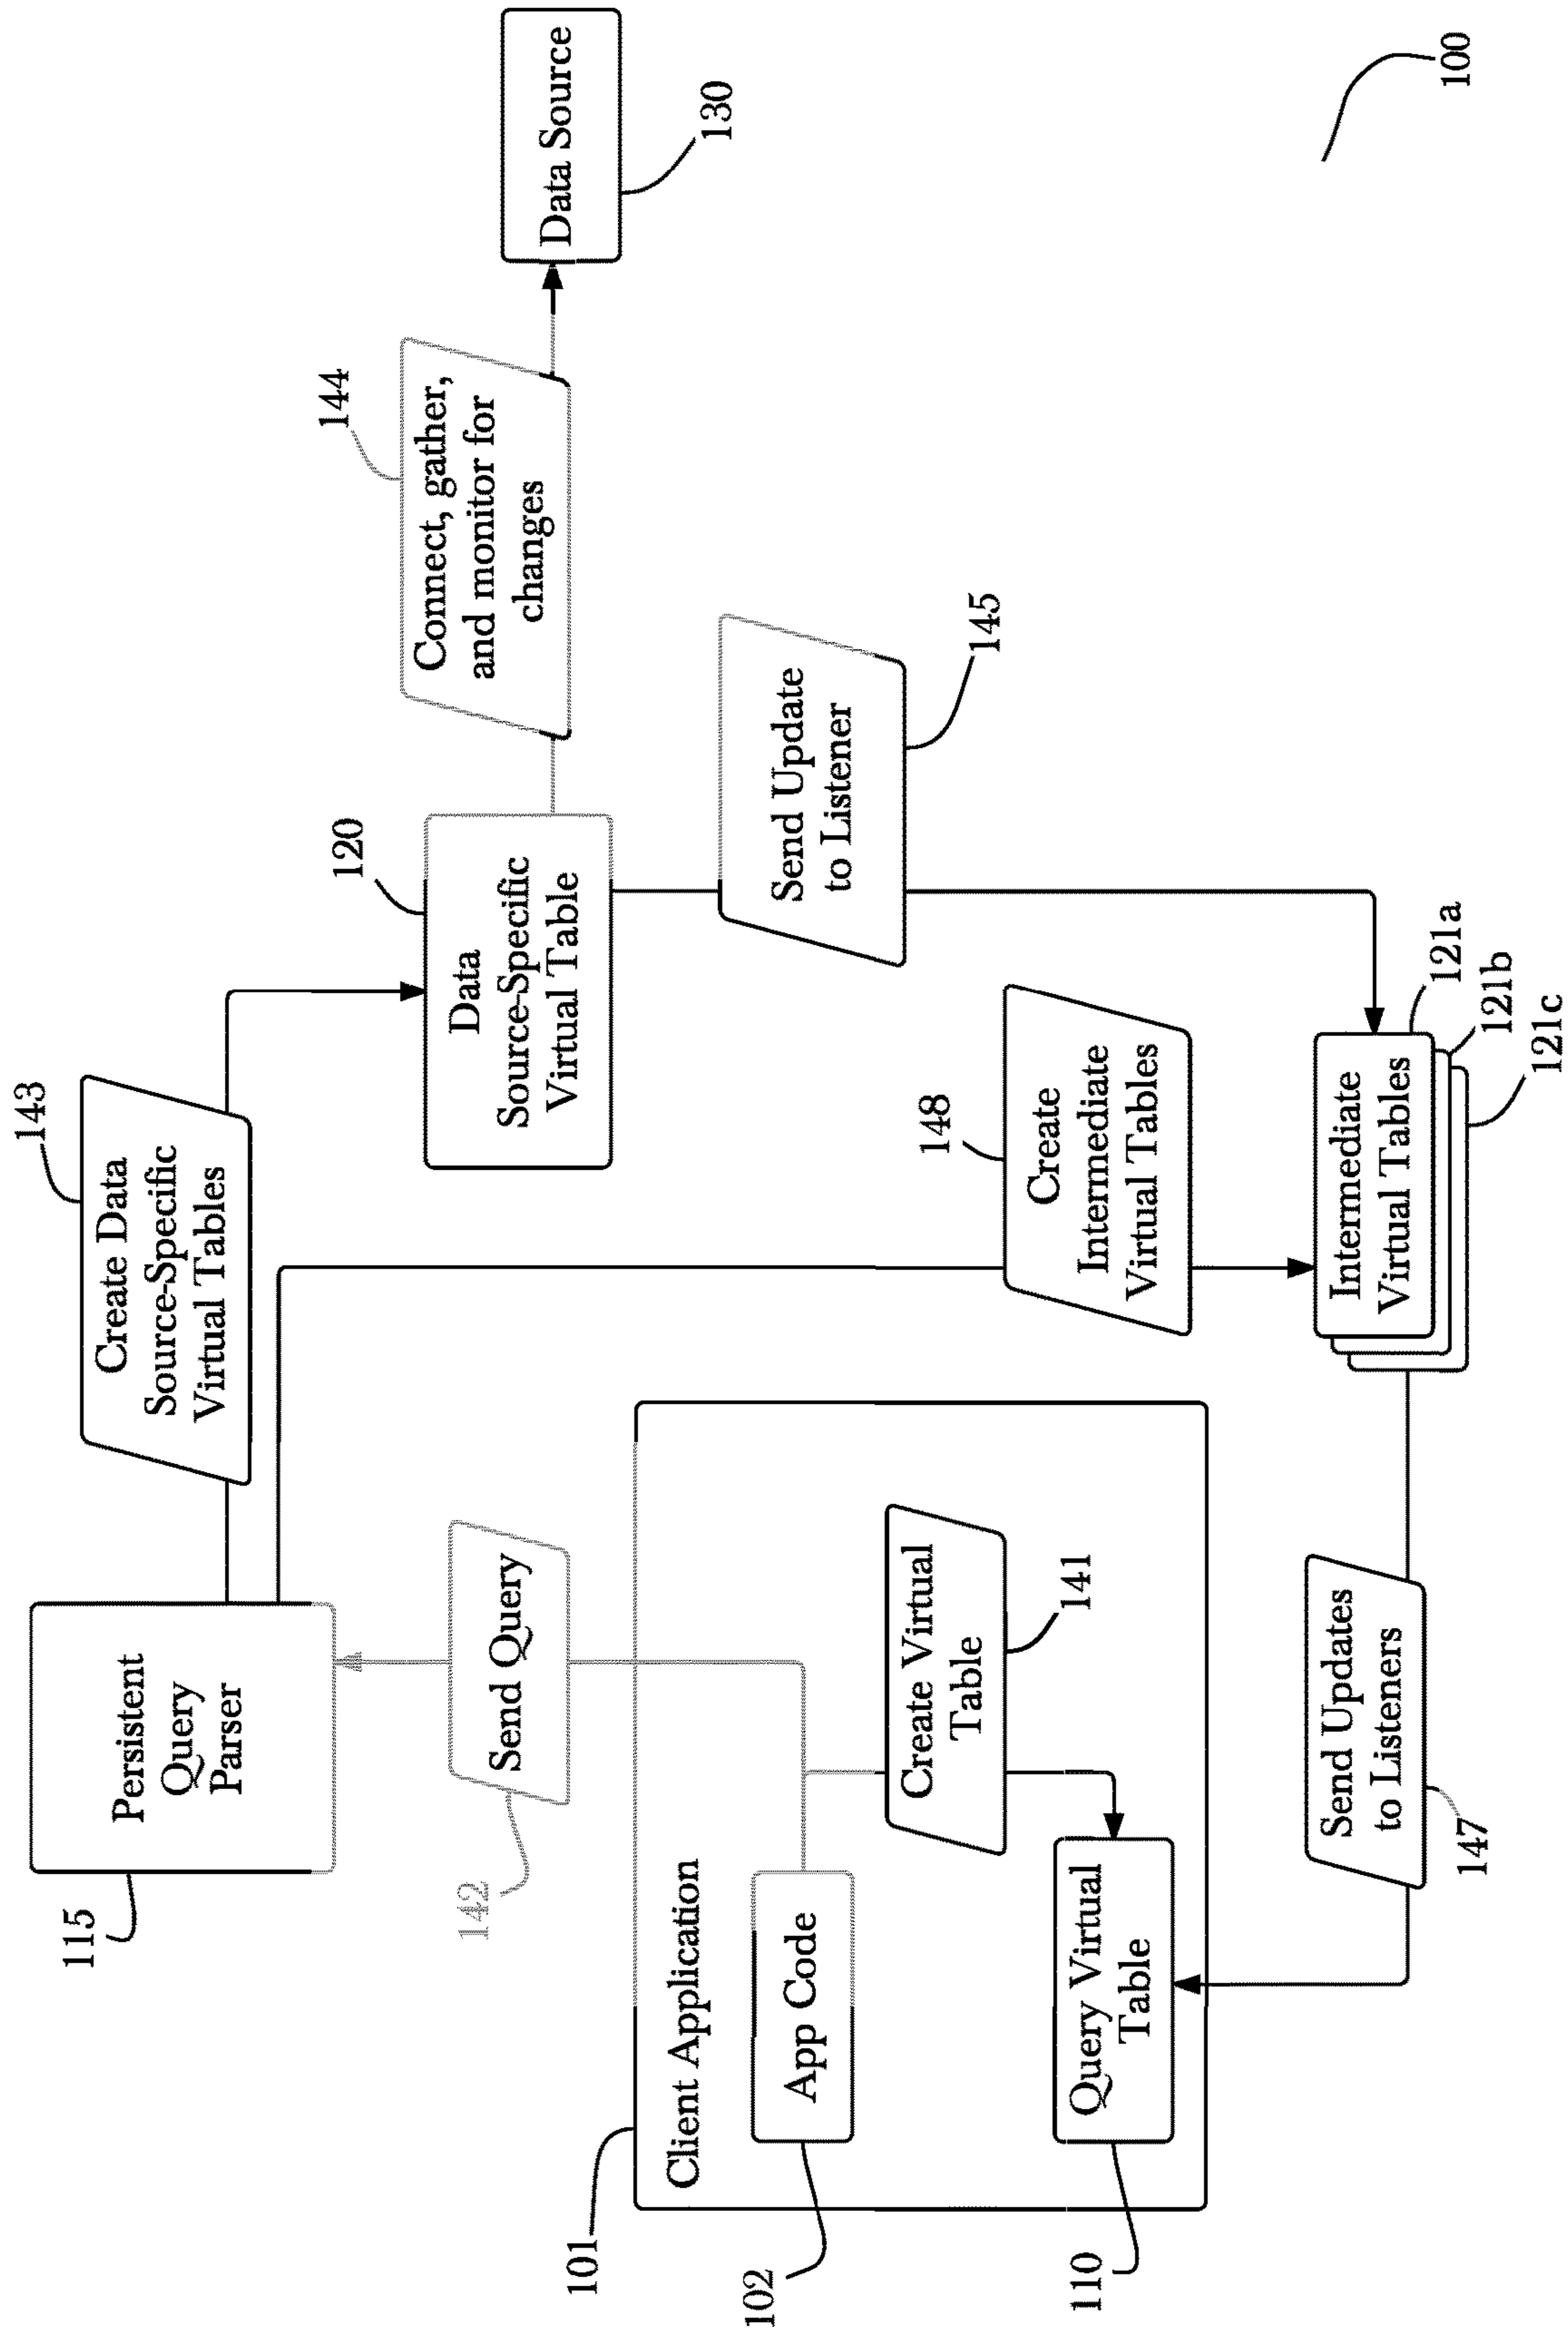 115
Persistent
Query
Parser
143
Create Data
Source-Specific
Virtual Tables
142
Send Query
120
Data
Source-Specific
Virtual Table
144
Connect, gather,
and monitor for
changes
Data Source
130
101
Client Application
102
App Code
Create Virtual
Table
141
110
Query Virtual
Table
148
Create
Intermediate
Virtual Tables
Send Update
to Listener
145
147
Send Updates
to Listeners
Intermediate
Virtual Tables
121a
121b
121c
100